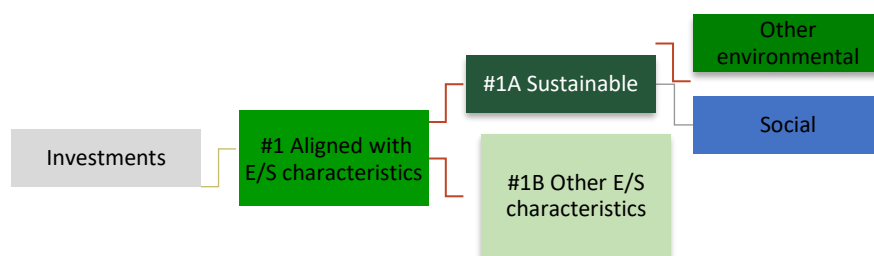 Other
environmental
#1A Sustainable
Social
#1 Aligned with
E/S characteristics
Investments
#1B Other E/S
characteristics